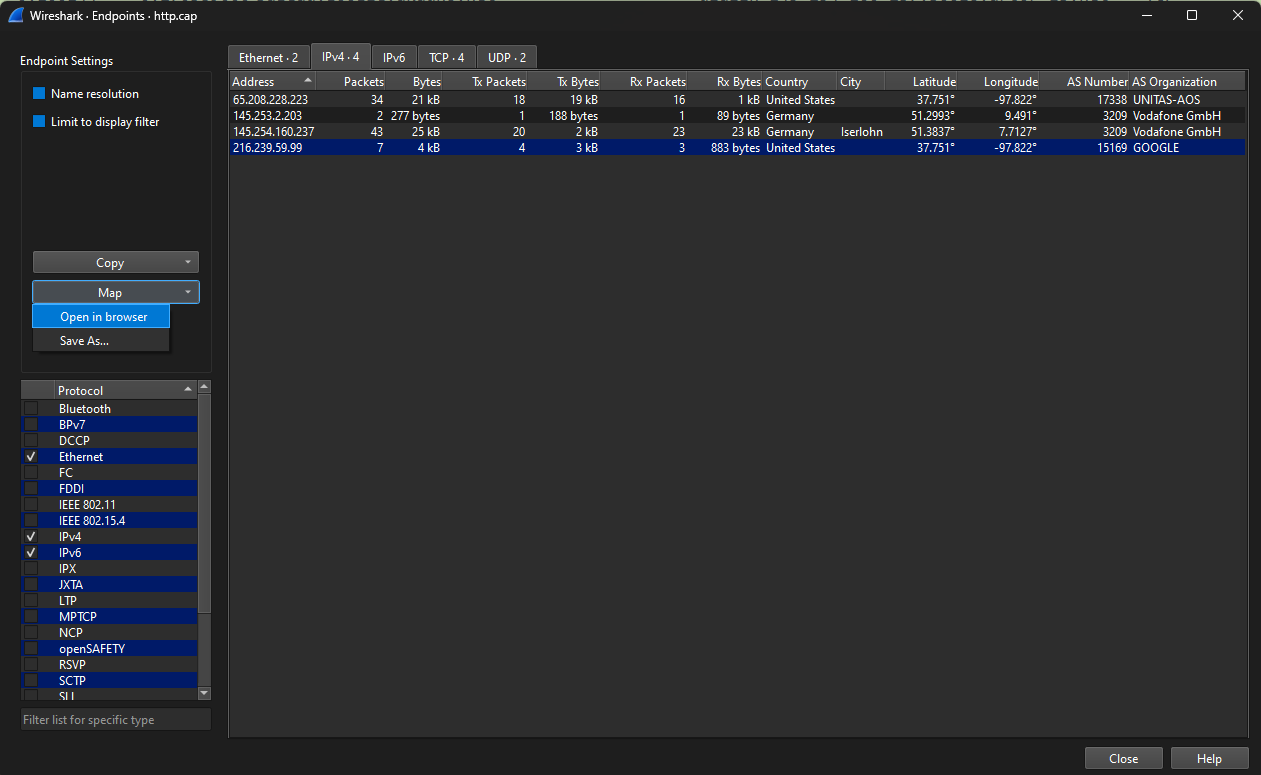 Wireshark · Endpoints · http.cap
Endpoint Settings
Name resolution
Limit to display filter
Copy
Map
Open in browser
Save As...
Protocol
Bluetooth
BPv7
DCCP
Ethernet
FC
FDDI
IEEE 802.11
IEEE 802.15.4
IPv4
IPv6
IPX
JXTA
LTP
MPTCP
NCP
openSAFETY
RSVP
SCTP
SLL
Filter list for specific type
Ethernet · 2 IPv4 · 4 IPv6 TCP · 4 UDP · 2
Address Packets Bytes Tx Packets Tx Bytes Rx Packets Rx Bytes Country City Latitude Longitude AS Number AS Organization
65.208.228.223 34 21 kB 18 19 kB 16 1 kB United States 37.751° -97.822° 17338 UNITAS-AOS
145.253.2.203 2 277 bytes 1 188 bytes 1 89 bytes Germany 51.2993° 9.491° 3209 Vodafone GmbH
145.254.160.237 43 25 kB 20 2 kB 23 23 kB Germany Iserlohn 51.3837° 7.7127° 3209 Vodafone GmbH
216.239.59.99 7 4 kB 4 3 kB 3 883 bytes United States 37.751° -97.822° 15169 GOOGLE
Close Help